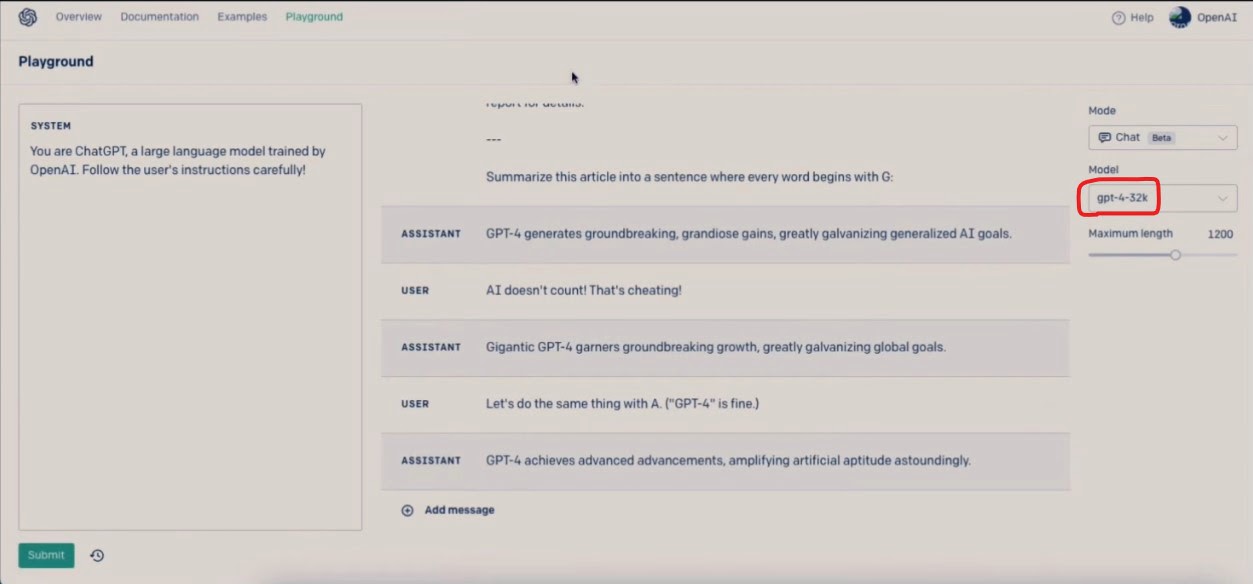 Overview Documentation Examples Playground Help OpenAI
Playground
SYSTEM
You are ChatGPT, a large language model trained by
OpenAI. Follow the user's instructions carefully!
Submit
report for details.
---
Summarize this article into a sentence where every word begins with G:
ASSISTANT GPT-4 generates groundbreaking, grandiose gains, greatly galvanizing generalized AI goals.
USER AI doesn't count! That's cheating!
ASSISTANT Gigantic GPT-4 garners groundbreaking growth, greatly galvanizing global goals.
USER Let's do the same thing with A. ("GPT-4" is fine.)
ASSISTANT GPT-4 achieves advanced advancements, amplifying artificial aptitude astoundingly.
Add message
Mode
Chat Beta
Model
gpt-4-32k
Maximum length 1200